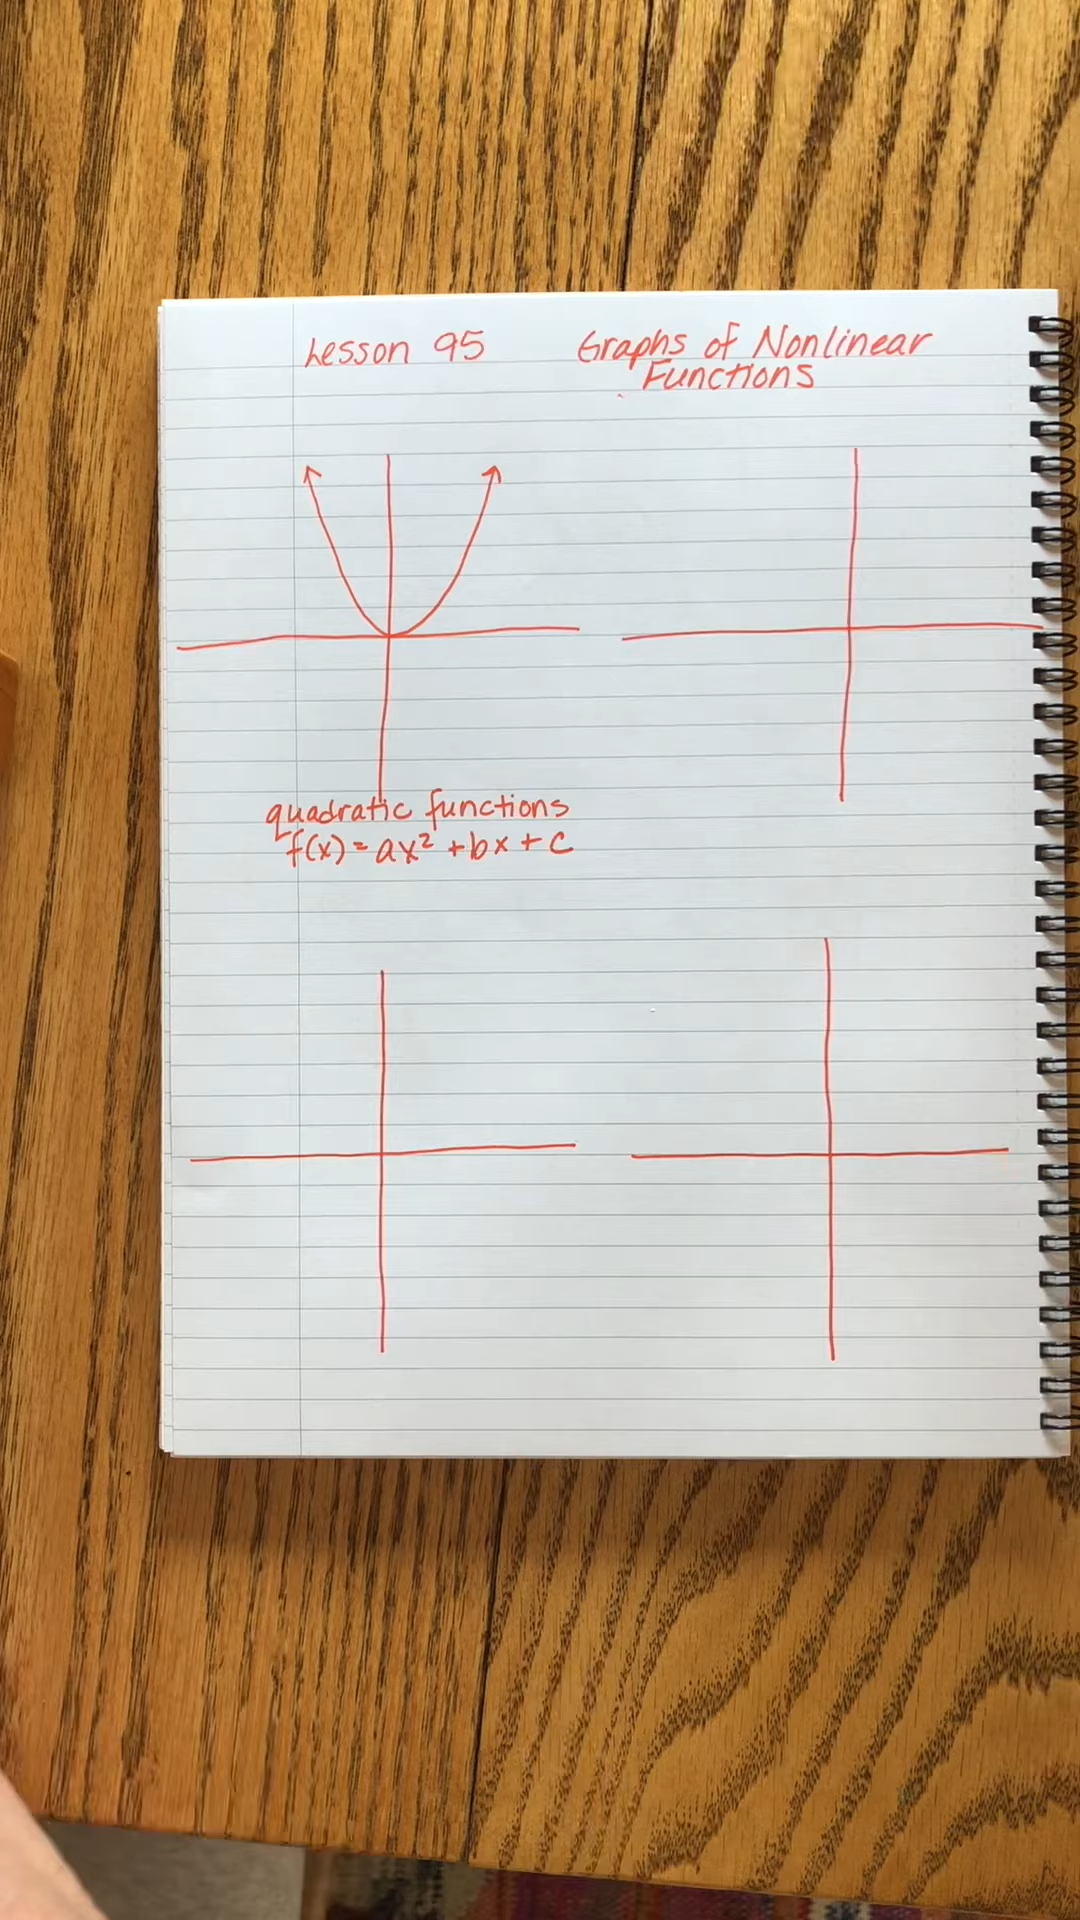 Lesson 95
Graphs of Nonlinear
Functions
quadratic functions
f(x) = ax² + bx + c